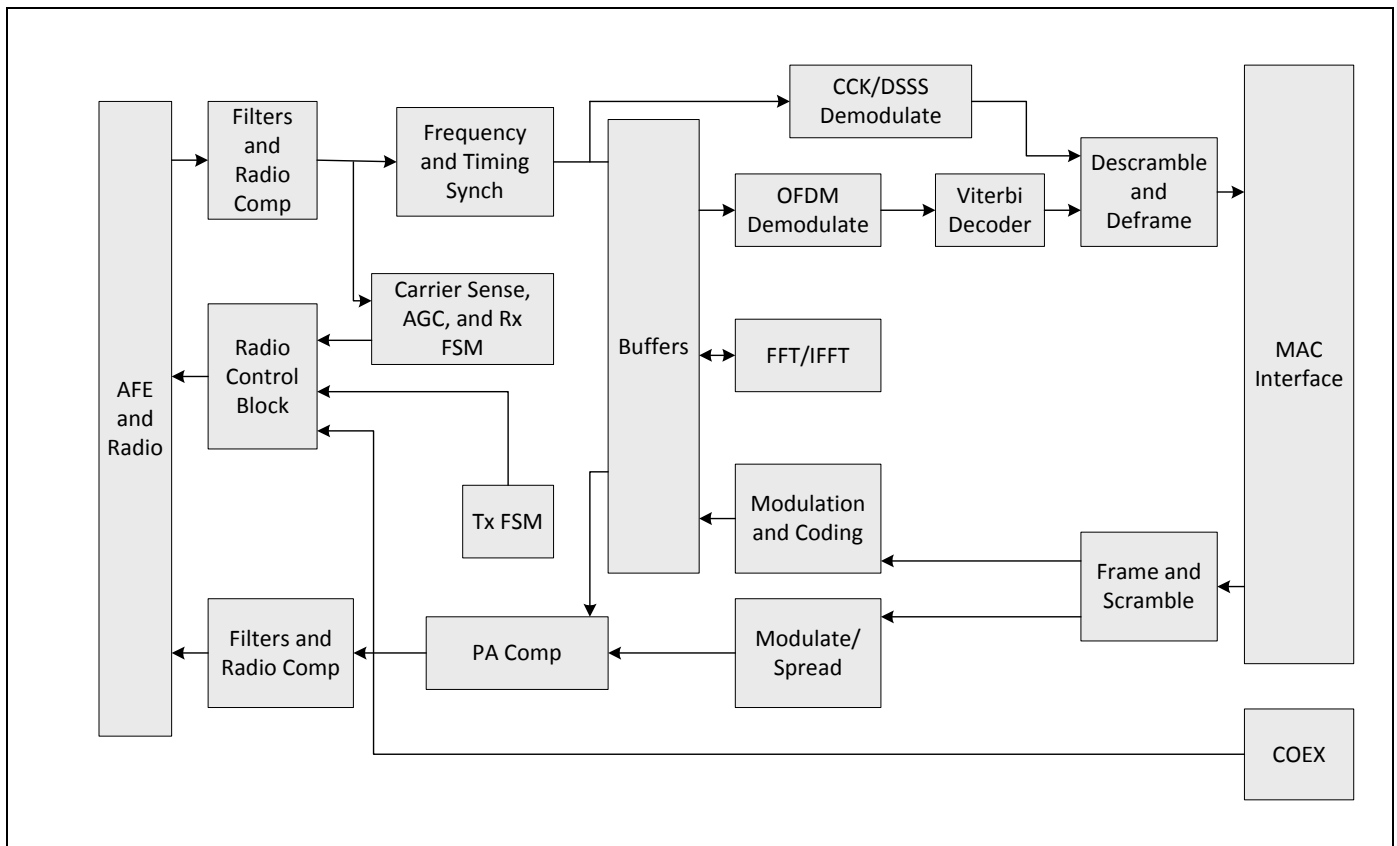 CCK/DSSS
Demodulate
Filters
and
Radio
Comp
Frequency
and Timing
Synch
Descramble
and
Deframe
OFDM
Demodulate
Viterbi
Decoder
Carrier Sense,
AGC, and Rx
FSM
Radio
Control
Block
Buffers
FFT/IFFT
MAC
Interface
AFE
and
Radio
Tx FSM
Modulation
and Coding
Frame and
Scramble
Filters and
Radio Comp
PA Comp
Modulate/
Spread
COEX